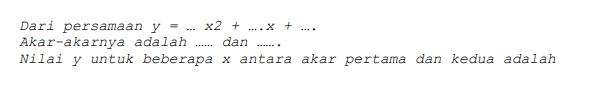 Dari persamaan y = … x2 + ….x + ….
Akar-akarnya adalah …… dan …….
Nilai y untuk beberapa x antara akar pertama dan kedua adalah